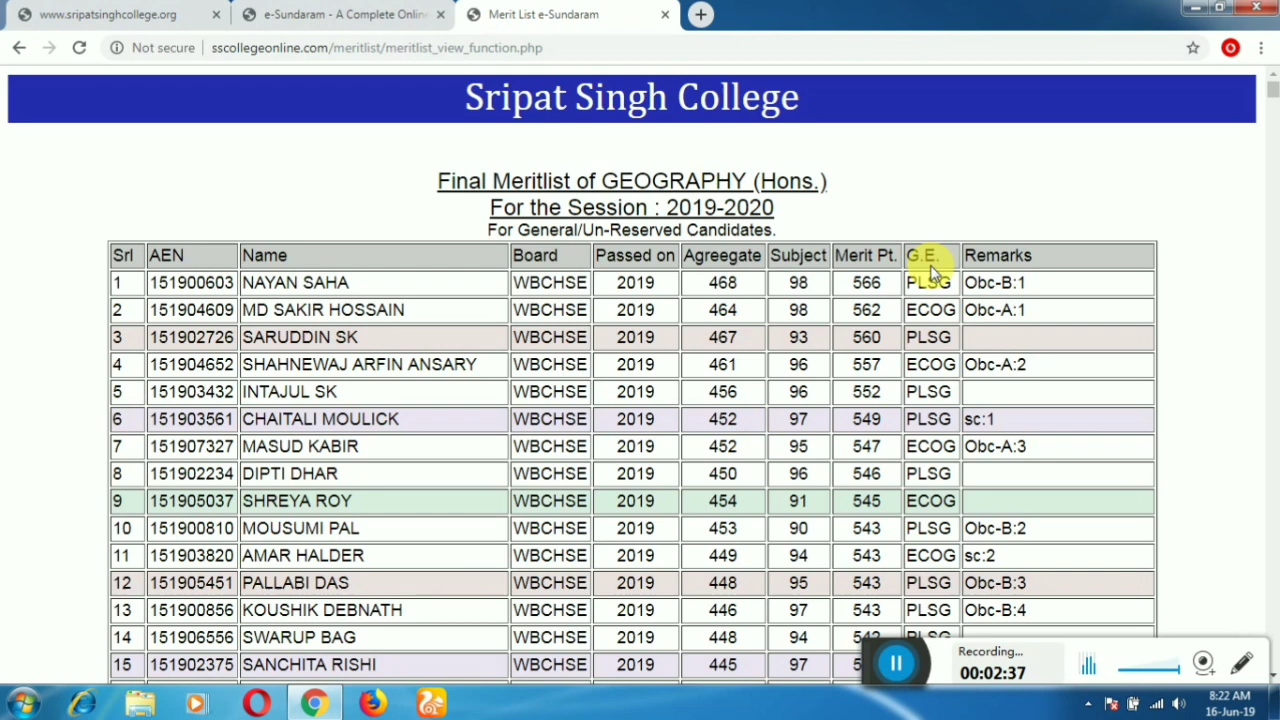 www.sripatsinghcollege.org
e-Sundaram - A Complete Onlin
Merit List e-Sundaram
Not secure | sscollegeonline.com/meritlist/meritlist_view_function.php
Sripat Singh College
Final Meritlist of GEOGRAPHY (Hons.)
For the Session : 2019-2020
For General/Un-Reserved Candidates.
Srl AEN Name Board Passed on Agreegate Subject Merit Pt. G.E. Remarks
1 151900603 NAYAN SAHA WBCHSE 2019 468 98 566 PLSG Obc-B:1
2 151904609 MD SAKIR HOSSAIN WBCHSE 2019 464 98 562 ECOG Obc-A:1
3 151902726 SARUDDIN SK WBCHSE 2019 467 93 560 PLSG
4 151904652 SHAHNEWAJ ARFIN ANSARY WBCHSE 2019 461 96 557 ECOG Obc-A:2
5 151903432 INTAJUL SK WBCHSE 2019 456 96 552 PLSG
6 151903561 CHAITALI MOULICK WBCHSE 2019 452 97 549 PLSG sc:1
7 151907327 MASUD KABIR WBCHSE 2019 452 95 547 ECOG Obc-A:3
8 151902234 DIPTI DHAR WBCHSE 2019 450 96 546 PLSG
9 151905037 SHREYA ROY WBCHSE 2019 454 91 545 ECOG
10 151900810 MOUSUMI PAL WBCHSE 2019 453 90 543 PLSG Obc-B:2
11 151903820 AMAR HALDER WBCHSE 2019 449 94 543 ECOG sc:2
12 151905451 PALLABI DAS WBCHSE 2019 448 95 543 PLSG Obc-B:3
13 151900856 KOUSHIK DEBNATH WBCHSE 2019 446 97 543 PLSG Obc-B:4
14 151906556 SWARUP BAG WBCHSE 2019 448 94 542 PLSG
15 151902375 SANCHITA RISHI WBCHSE 2019 445 97
Recording...
00:02:37
8:22 AM
16-Jun-19